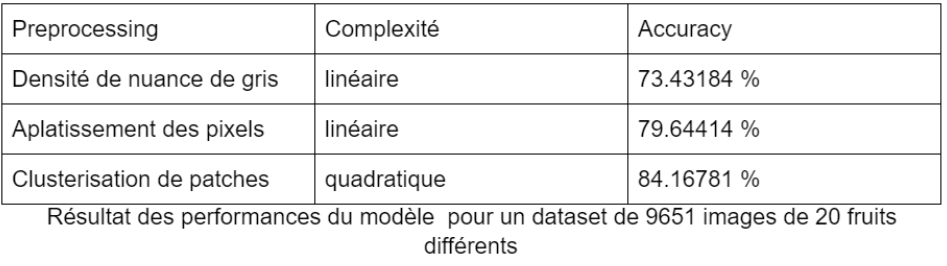 Preprocessing Complexité Accuracy
Densité de nuance de gris linéaire 73.43184 %
Aplatissement des pixels linéaire 79.64414 %
Clusterisation de patches quadratique 84.16781 %
Résultat des performances du modèle pour un dataset de 9651 images de 20 fruits
différents